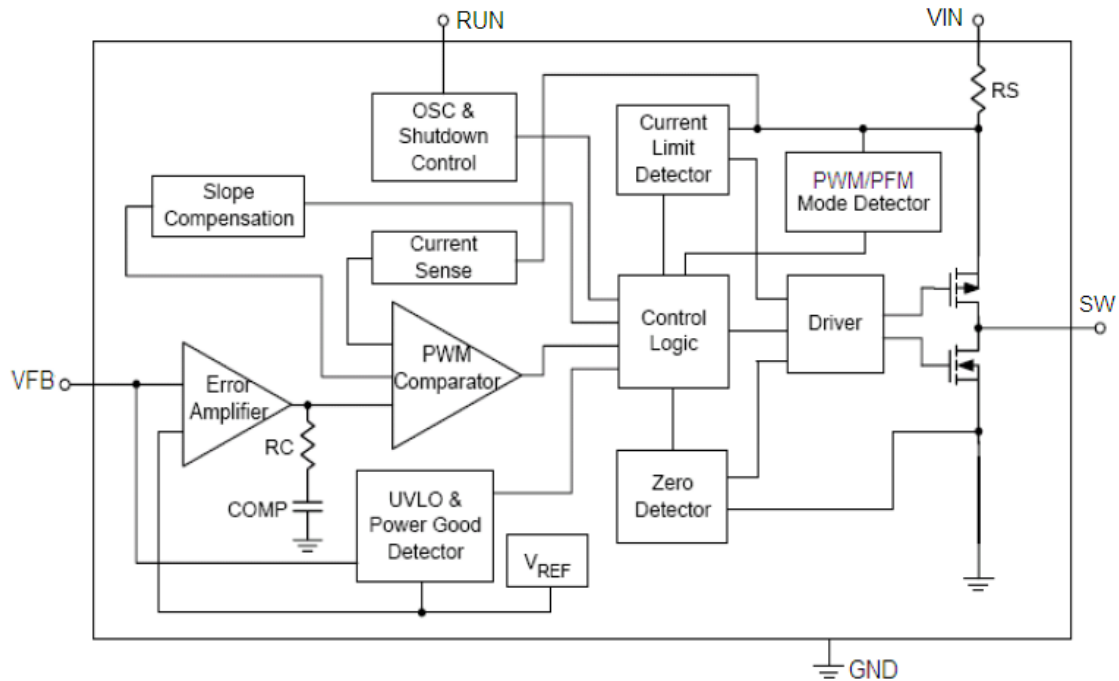 RUN
VIN
RS
OSC &
Shutdown
Control
Current
Limit
Detector
PWM/PFM
Mode Detector
Slope
Compensation
Current
Sense
SW
Control
Logic
Driver
PWM
Comparator
VFB
Error
Amplifier
RC
COMP
UVLO &
Power Good
Detector
Zero
Detector
VREF
GND